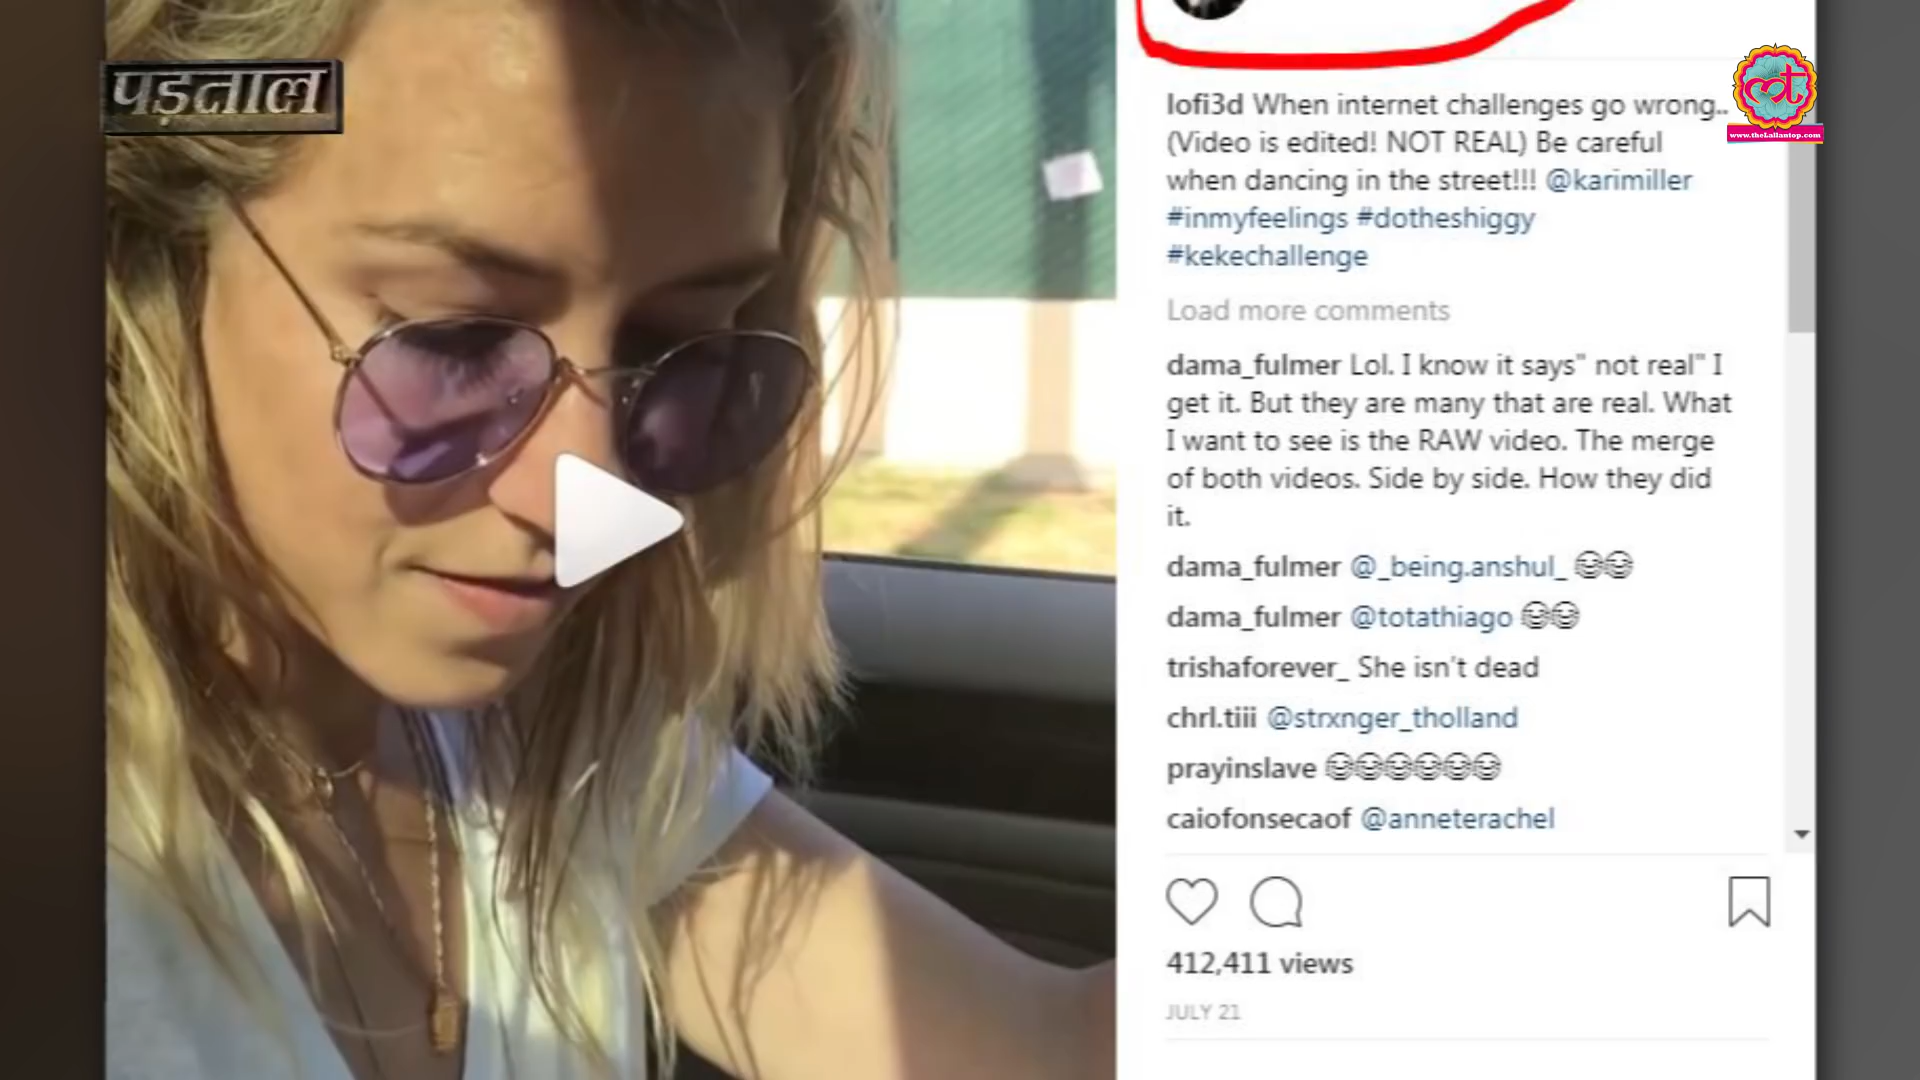 पड़ताल
www.theLallantop.com
lofi3d When internet challenges go wrong..
(Video is edited! NOT REAL) Be careful
when dancing in the street!!! @karimiller
#inmyfeelings #dotheshiggy
#kekechallenge
Load more comments
dama_fulmer Lol. I know it says" not real" I
get it. But they are many that are real. What
I want to see is the RAW video. The merge
of both videos. Side by side. How they did
it.
dama_fulmer @_being.anshul_ 😂😂
dama_fulmer @totathiago 😂😂
trishaforever_ She isn't dead
chrl.tiii @strxnger_tholland
prayinslave 😂😂😂😂😂😂
caiofonsecaof @anneterachel
412,411 views
JULY 21